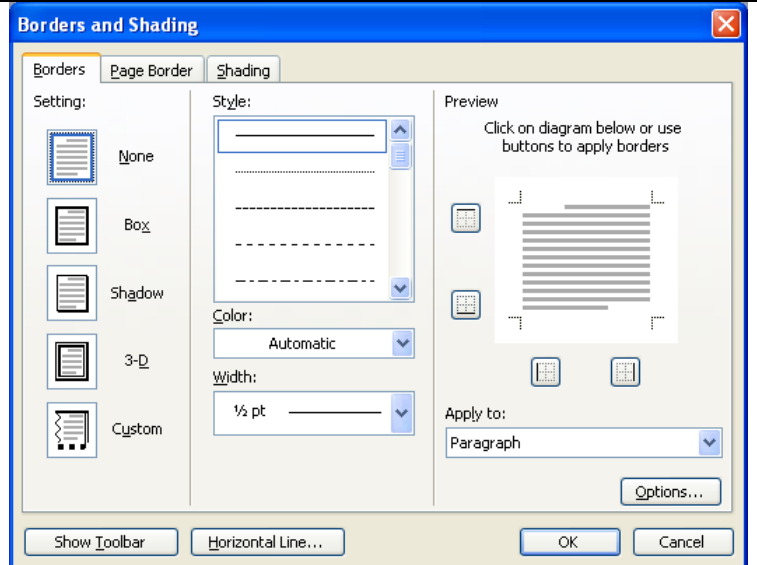 Borders and Shading
Borders
Page Border
Shading
Setting:
None
Box
Shadow
3-D
Custom
Style:
Color:
Automatic
Width:
½ pt
Preview
Click on diagram below or use
buttons to apply borders
Apply to:
Paragraph
Options...
Show Toolbar
Horizontal Line...
OK
Cancel